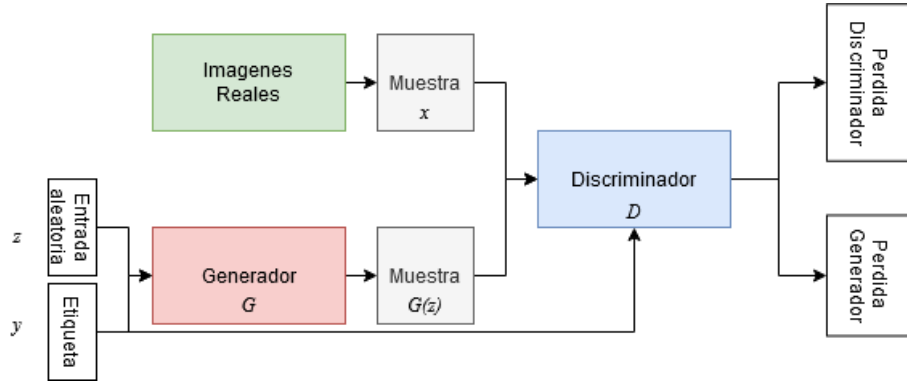 Imagenes
Reales
Muestra
x
Perdida
Discriminador
Discriminador
D
z
Entrada
aleatoria
Generador
G
Muestra
G(z)
Perdida
Generador
y
Etiqueta